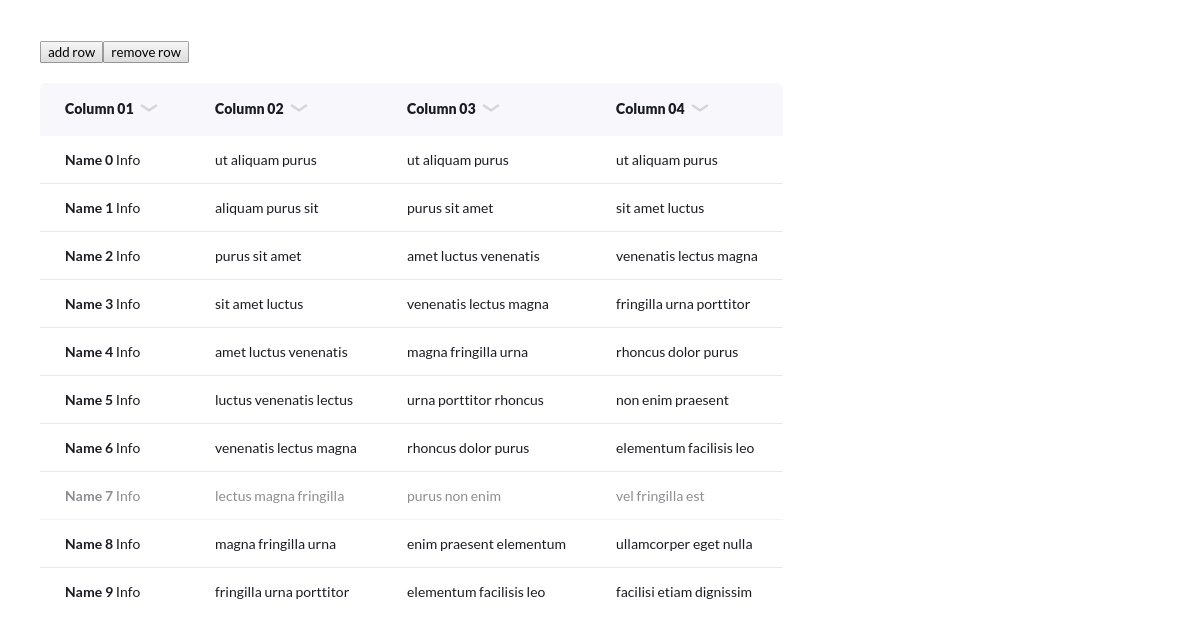 add row remove row
Column 01 Column 02 Column 03 Column 04
Name 0 Info ut aliquam purus ut aliquam purus ut aliquam purus
Name 1 Info aliquam purus sit purus sit amet sit amet luctus
Name 2 Info purus sit amet amet luctus venenatis venenatis lectus magna
Name 3 Info sit amet luctus venenatis lectus magna fringilla urna porttitor
Name 4 Info amet luctus venenatis magna fringilla urna rhoncus dolor purus
Name 5 Info luctus venenatis lectus urna porttitor rhoncus non enim praesent
Name 6 Info venenatis lectus magna rhoncus dolor purus elementum facilisis leo
Name 7 Info lectus magna fringilla purus non enim vel fringilla est
Name 8 Info magna fringilla urna enim praesent elementum ullamcorper eget nulla
Name 9 Info fringilla urna porttitor elementum facilisis leo facilisi etiam dignissim